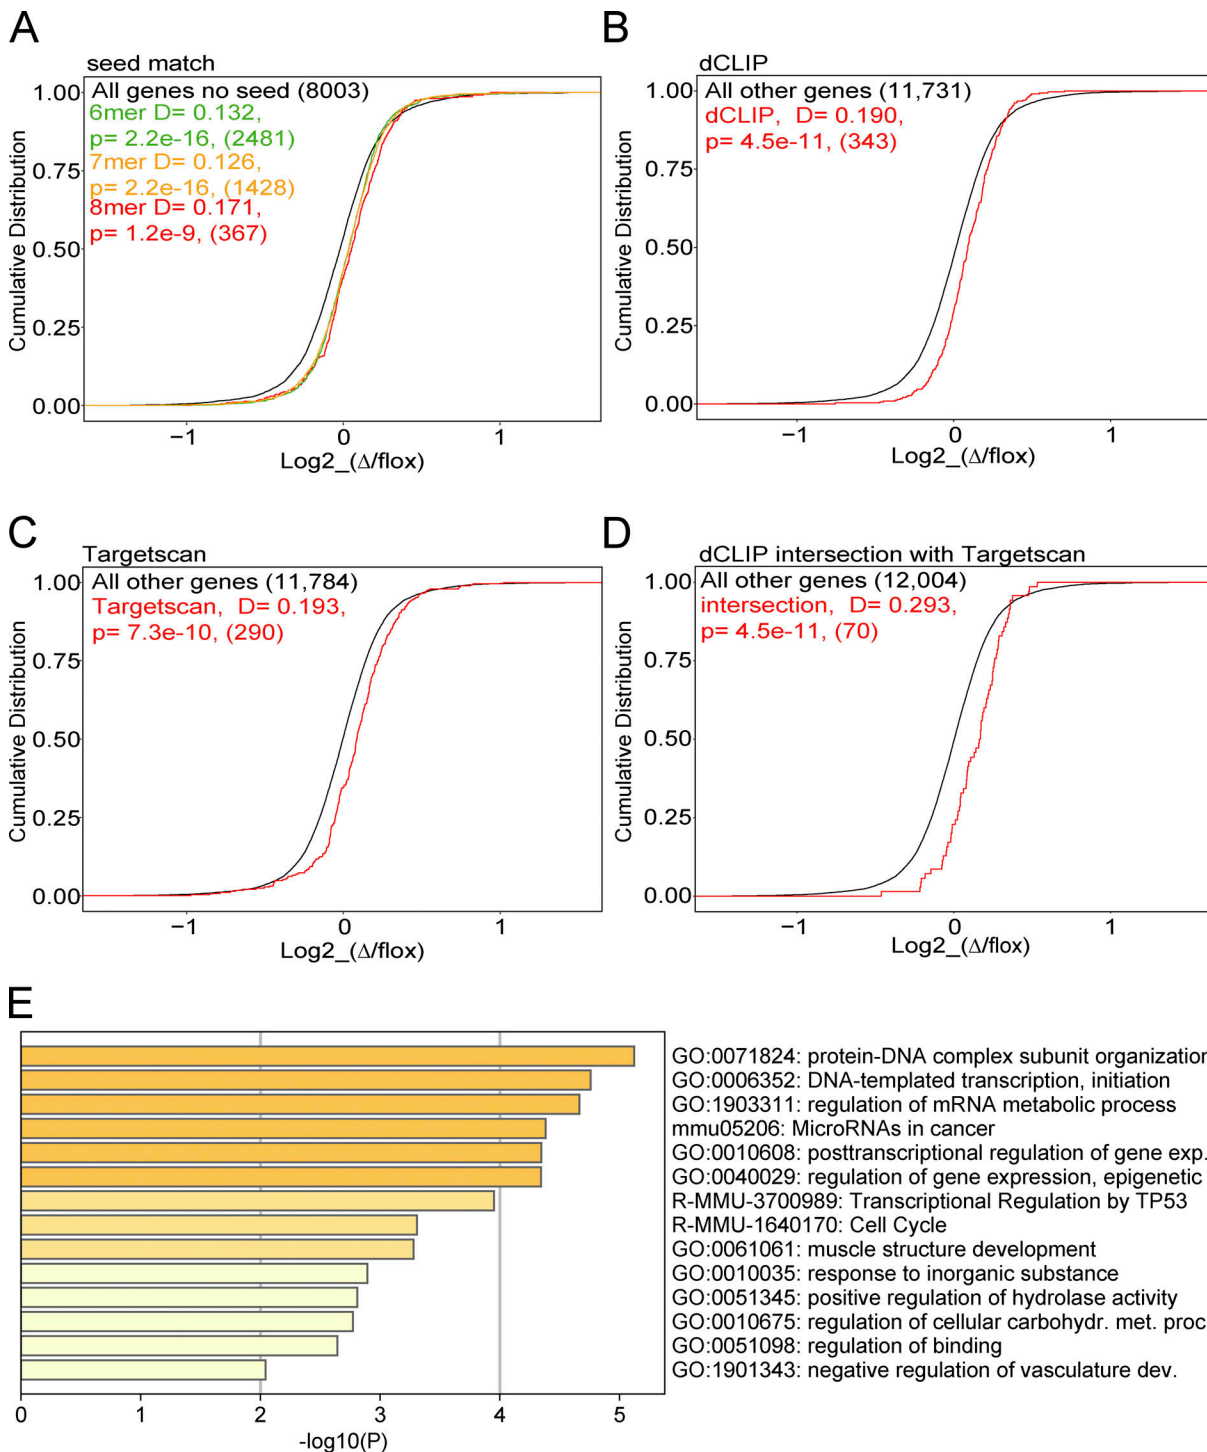 A
seed match
All genes no seed (8003)
6mer D= 0.132,
p= 2.2e-16, (2481)
7mer D= 0.126,
p= 2.2e-16, (1428)
8mer D= 0.171,
p= 1.2e-9, (367)
1.00
0.75
0.50
0.25
0.00
Cumulative Distribution
−1 0 1
Log2_(Δ/flox)
B
dCLIP
All other genes (11,731)
dCLIP, D= 0.190,
p= 4.5e-11, (343)
1.00
0.75
0.50
0.25
0.00
Cumulative Distribution
−1 0 1
Log2_(Δ/flox)
C
Targetscan
All other genes (11,784)
Targetscan, D= 0.193,
p= 7.3e-10, (290)
1.00
0.75
0.50
0.25
0.00
Cumulative Distribution
−1 0 1
Log2_(Δ/flox)
D
dCLIP intersection with Targetscan
All other genes (12,004)
intersection, D= 0.293,
p= 4.5e-11, (70)
1.00
0.75
0.50
0.25
0.00
Cumulative Distribution
−1 0 1
Log2_(Δ/flox)
E
GO:0071824: protein-DNA complex subunit organization
GO:0006352: DNA-templated transcription, initiation
GO:1903311: regulation of mRNA metabolic process
mmu05206: MicroRNAs in cancer
GO:0010608: posttranscriptional regulation of gene exp.
GO:0040029: regulation of gene expression, epigenetic
R-MMU-3700989: Transcriptional Regulation by TP53
R-MMU-1640170: Cell Cycle
GO:0061061: muscle structure development
GO:0010035: response to inorganic substance
GO:0051345: positive regulation of hydrolase activity
GO:0010675: regulation of cellular carbohydr. met. proc
GO:0051098: regulation of binding
GO:1901343: negative regulation of vasculature dev.
0 1 2 3 4 5
-log10(P)